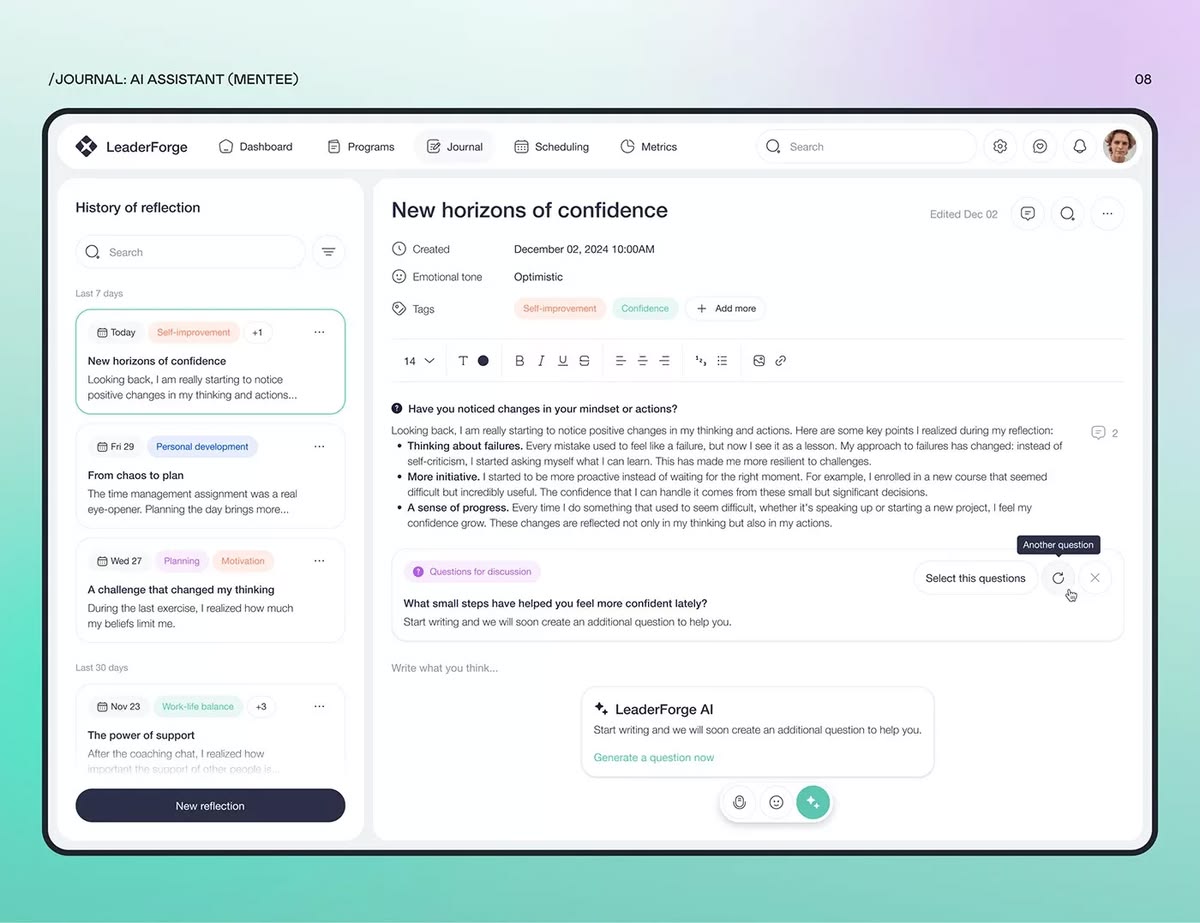 /JOURNAL: AI ASSISTANT (MENTEE)
08
LeaderForge
Dashboard
Programs
Journal
Scheduling
Metrics
Search
History of reflection
Search
Last 7 days
Today
Self-improvement
+1
New horizons of confidence
Looking back, I am really starting to notice
positive changes in my thinking and actions...
Fri 29
Personal development
From chaos to plan
The time management assignment was a real
eye-opener. Planning the day brings more...
Wed 27
Planning
Motivation
A challenge that changed my thinking
During the last exercise, I realized how much
my beliefs limit me.
Last 30 days
Nov 23
Work-life balance
+3
The power of support
After the coaching chat, I realized how
important the support of other people is...
New reflection
New horizons of confidence
Edited Dec 02
Created
December 02, 2024 10:00AM
Emotional tone
Optimistic
Tags
Self-improvement
Confidence
+ Add more
14
T
B
I
U
S
Have you noticed changes in your mindset or actions?
Looking back, I am really starting to notice positive changes in my thinking and actions. Here are some key points I realized during my reflection:
2
• Thinking about failures. Every mistake used to feel like a failure, but now I see it as a lesson. My approach to failures has changed: instead of
self-criticism, I started asking myself what I can learn. This has made me more resilient to challenges.
• More initiative. I started to be more proactive instead of waiting for the right moment. For example, I enrolled in a new course that seemed
difficult but incredibly useful. The confidence that I can handle it comes from these small but significant decisions.
• A sense of progress. Every time I do something that used to seem difficult, whether it's speaking up or starting a new project, I feel my
confidence grow. These changes are reflected not only in my thinking but also in my actions.
Another question
Questions for discussion
Select this questions
What small steps have helped you feel more confident lately?
Start writing and we will soon create an additional question to help you.
Write what you think...
LeaderForge AI
Start writing and we will soon create an additional question to help you.
Generate a question now